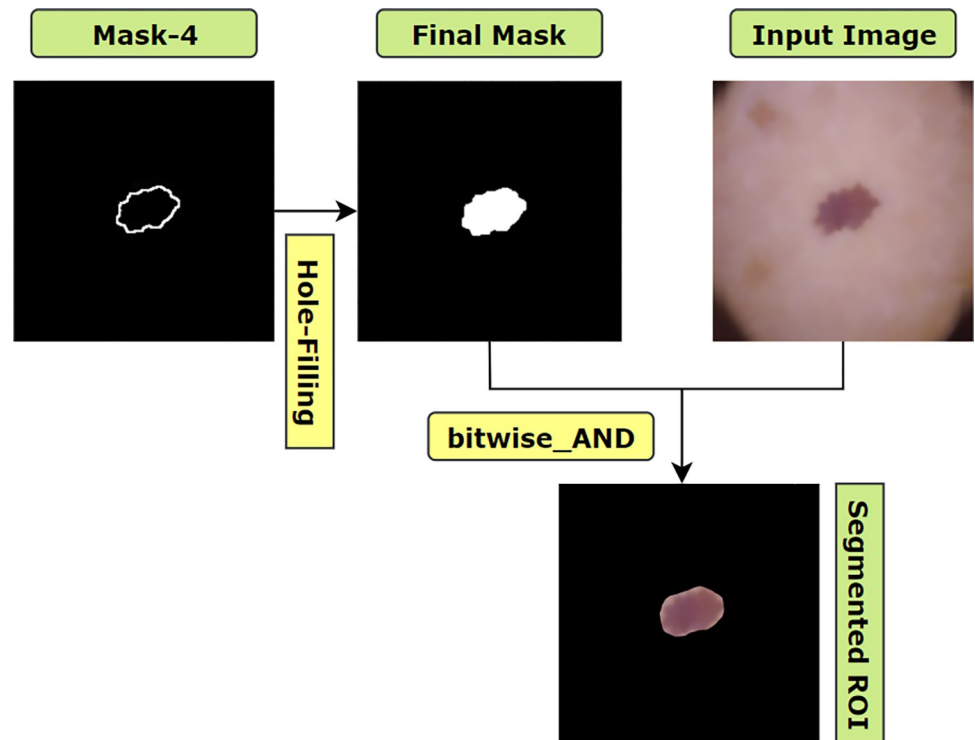 Mask-4
Final Mask
Input Image
Hole-Filling
bitwise_AND
Segmented ROI